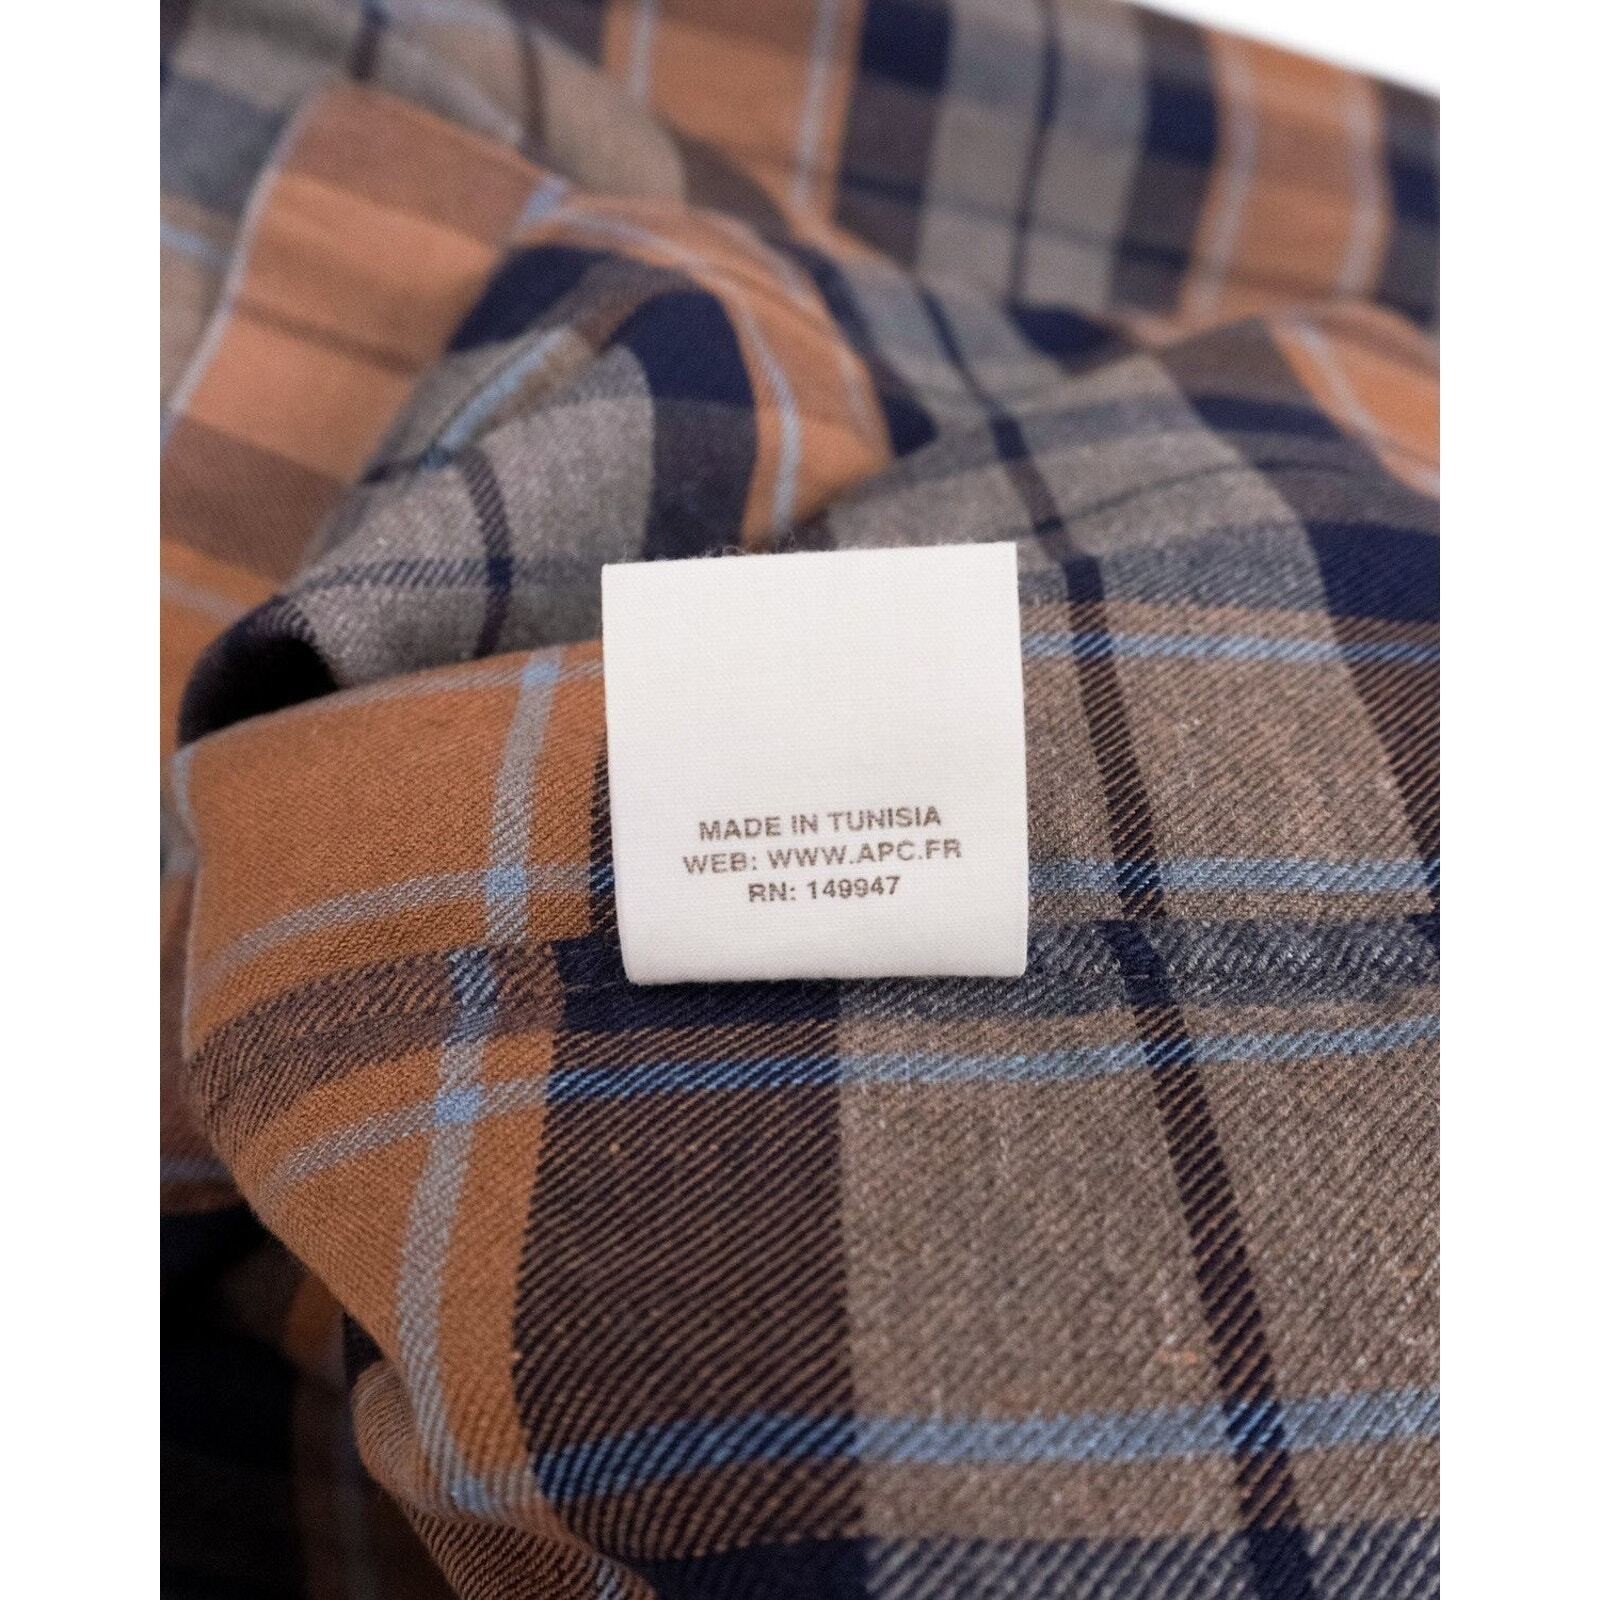 MADE IN TUNISIA
WEB: WWW.APC.FR
RN: 149947